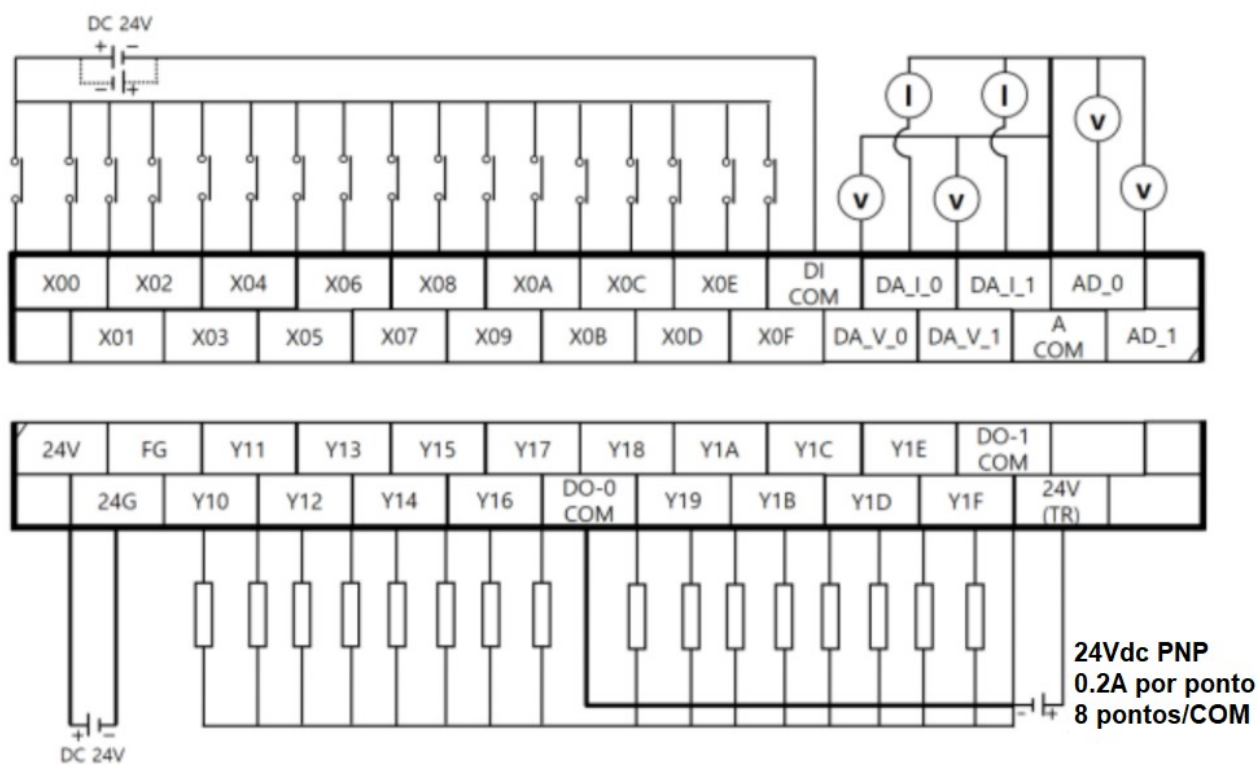 DC 24V
+ −
− +
I I
V
V V V
X00 X02 X04 X06 X08 X0A X0C X0E DI COM DA_I_0 DA_I_1 AD_0
X01 X03 X05 X07 X09 X0B X0D X0F DA_V_0 DA_V_1 A COM AD_1
24V FG Y11 Y13 Y15 Y17 Y18 Y1A Y1C Y1E DO-1 COM
24G Y10 Y12 Y14 Y16 DO-0 COM Y19 Y1B Y1D Y1F 24V (TR)
24Vdc PNP
0.2A por ponto
8 pontos/COM
− +
+ −
DC 24V